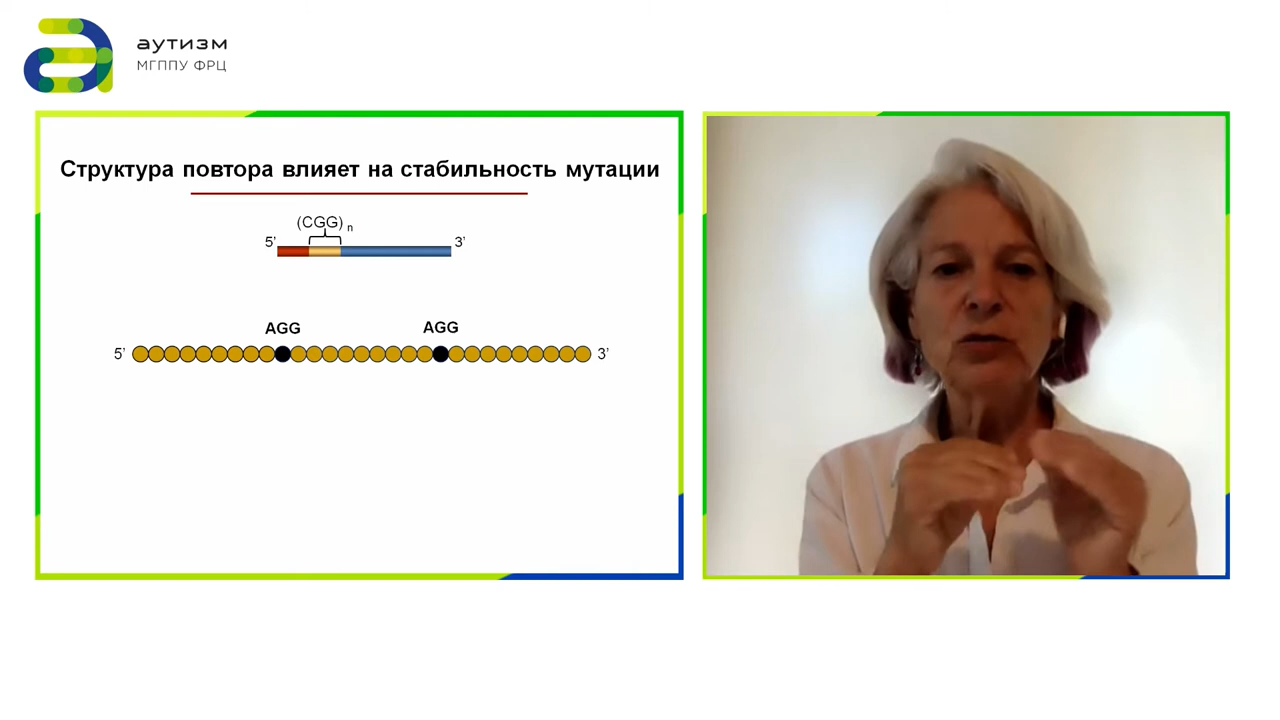 аутизм
МГППУ ФРЦ
Структура повтора влияет на стабильность мутации
(CGG) n
5’ 3’
AGG AGG
5’ 3’